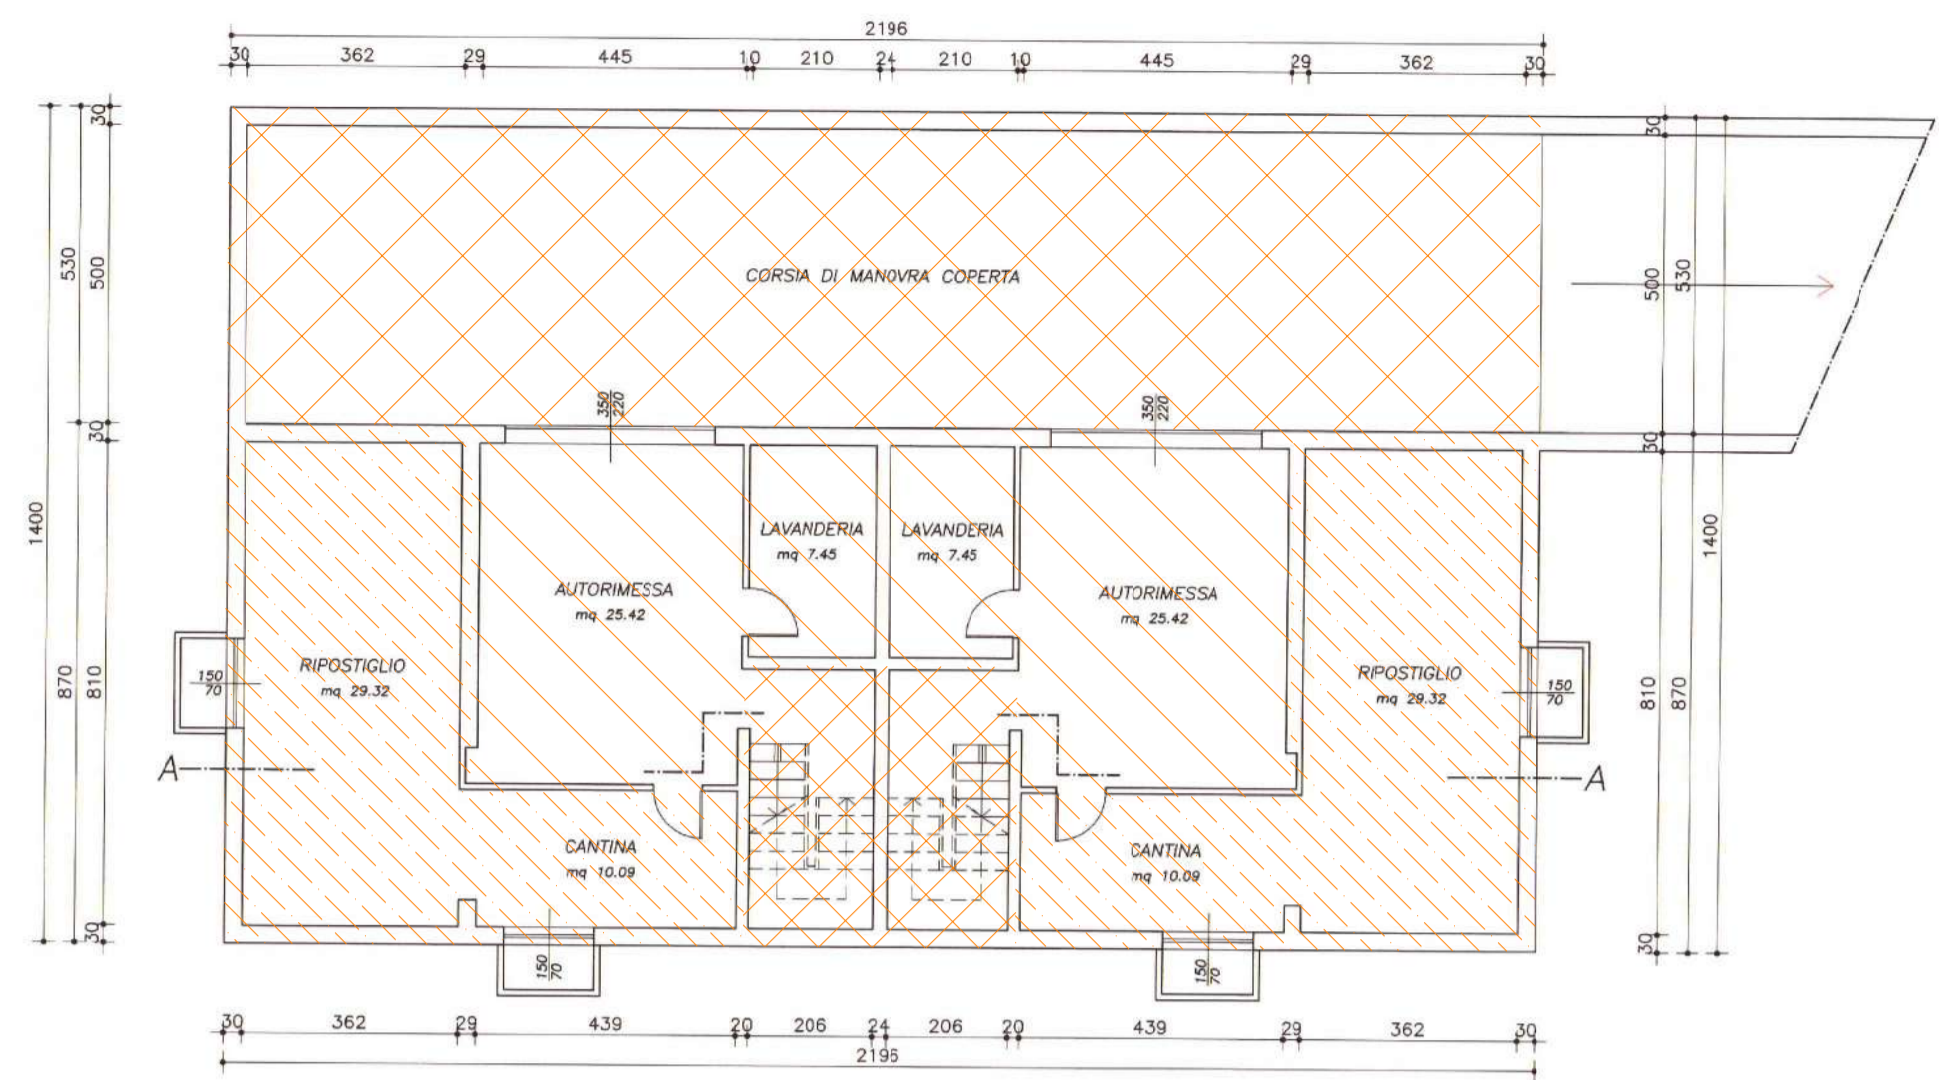 2196
30 362 29 445 10 210 24 210 10 445 29 362 30
30
30
530
500
500
530
CORSIA DI MANOVRA COPERTA
350
220
350
220
30
30
1400
1400
LAVANDERIA
mq 7.45
LAVANDERIA
mq 7.45
AUTORIMESSA
mq 25.42
AUTORIMESSA
mq 25.42
870
810
RIPOSTIGLIO
mq 29.32
150
70
RIPOSTIGLIO
mq 29.32
150
70
810
870
A
A
CANTINA
mq 10.09
CANTINA
mq 10.09
30
30
150
70
150
70
30 362 29 439 20 206 24 206 20 439 29 362 30
2196